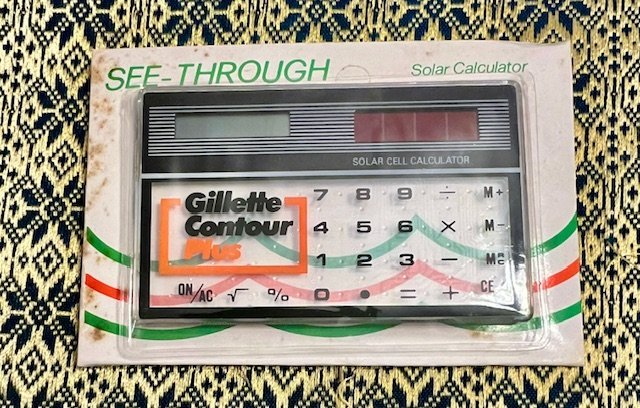 SEE-THROUGH Solar Calculator
SOLAR CELL CALCULATOR
Gillette
Contour
Plus
7 8 9 ÷ M+
4 5 6 × M−
1 2 3 − MR
ON/AC √ % 0 • = + CE